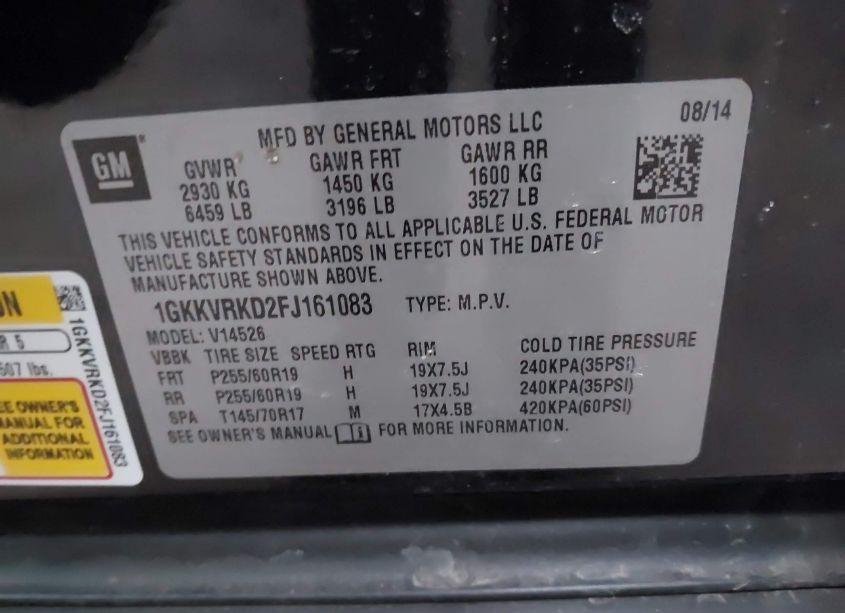 GM
MFD BY GENERAL MOTORS LLC
08/14
GVWR GAWR FRT GAWR RR
2930 KG 1450 KG 1600 KG
6459 LB 3196 LB 3527 LB
THIS VEHICLE CONFORMS TO ALL APPLICABLE U.S. FEDERAL MOTOR
VEHICLE SAFETY STANDARDS IN EFFECT ON THE DATE OF
MANUFACTURE SHOWN ABOVE.
1GKKVRKD2FJ161083 TYPE: M.P.V.
MODEL: V14526
VBBK TIRE SIZE SPEED RTG RIM COLD TIRE PRESSURE
FRT P255/60R19 H 19X7.5J 240KPA(35PSI)
RR P255/60R19 H 19X7.5J 240KPA(35PSI)
SPA T145/70R17 M 17X4.5B 420KPA(60PSI)
SEE OWNER'S MANUAL FOR MORE INFORMATION.
R 5
607 lbs.
SEE OWNER'S
MANUAL FOR
ADDITIONAL
INFORMATION
1GKKVRKD2FJ161083